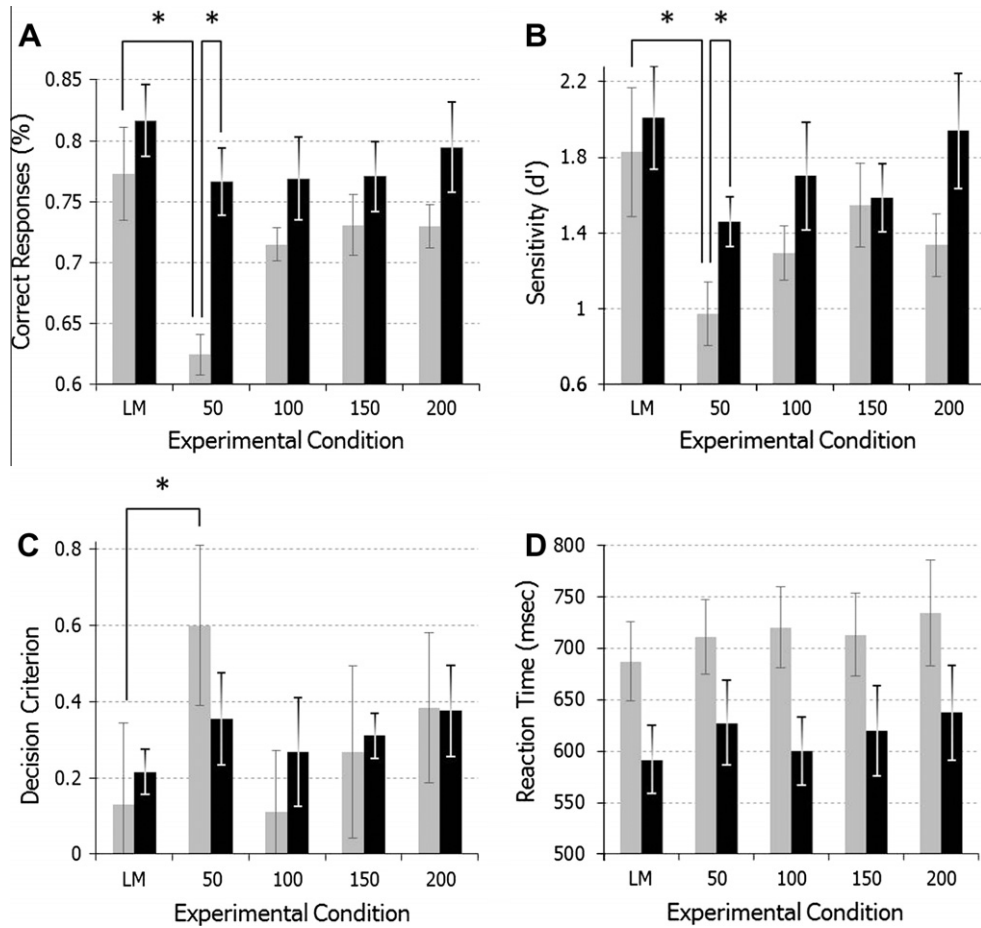 A
* *
Correct Responses (%)
0.85
0.8
0.75
0.7
0.65
0.6
LM 50 100 150 200
Experimental Condition
B
* *
Sensitivity (d')
2.2
1.8
1.4
1
0.6
LM 50 100 150 200
Experimental Condition
C
*
Decision Criterion
0.8
0.6
0.4
0.2
0
LM 50 100 150 200
Experimental Condition
D
Reaction Time (msec)
800
750
700
650
600
550
500
LM 50 100 150 200
Experimental Condition